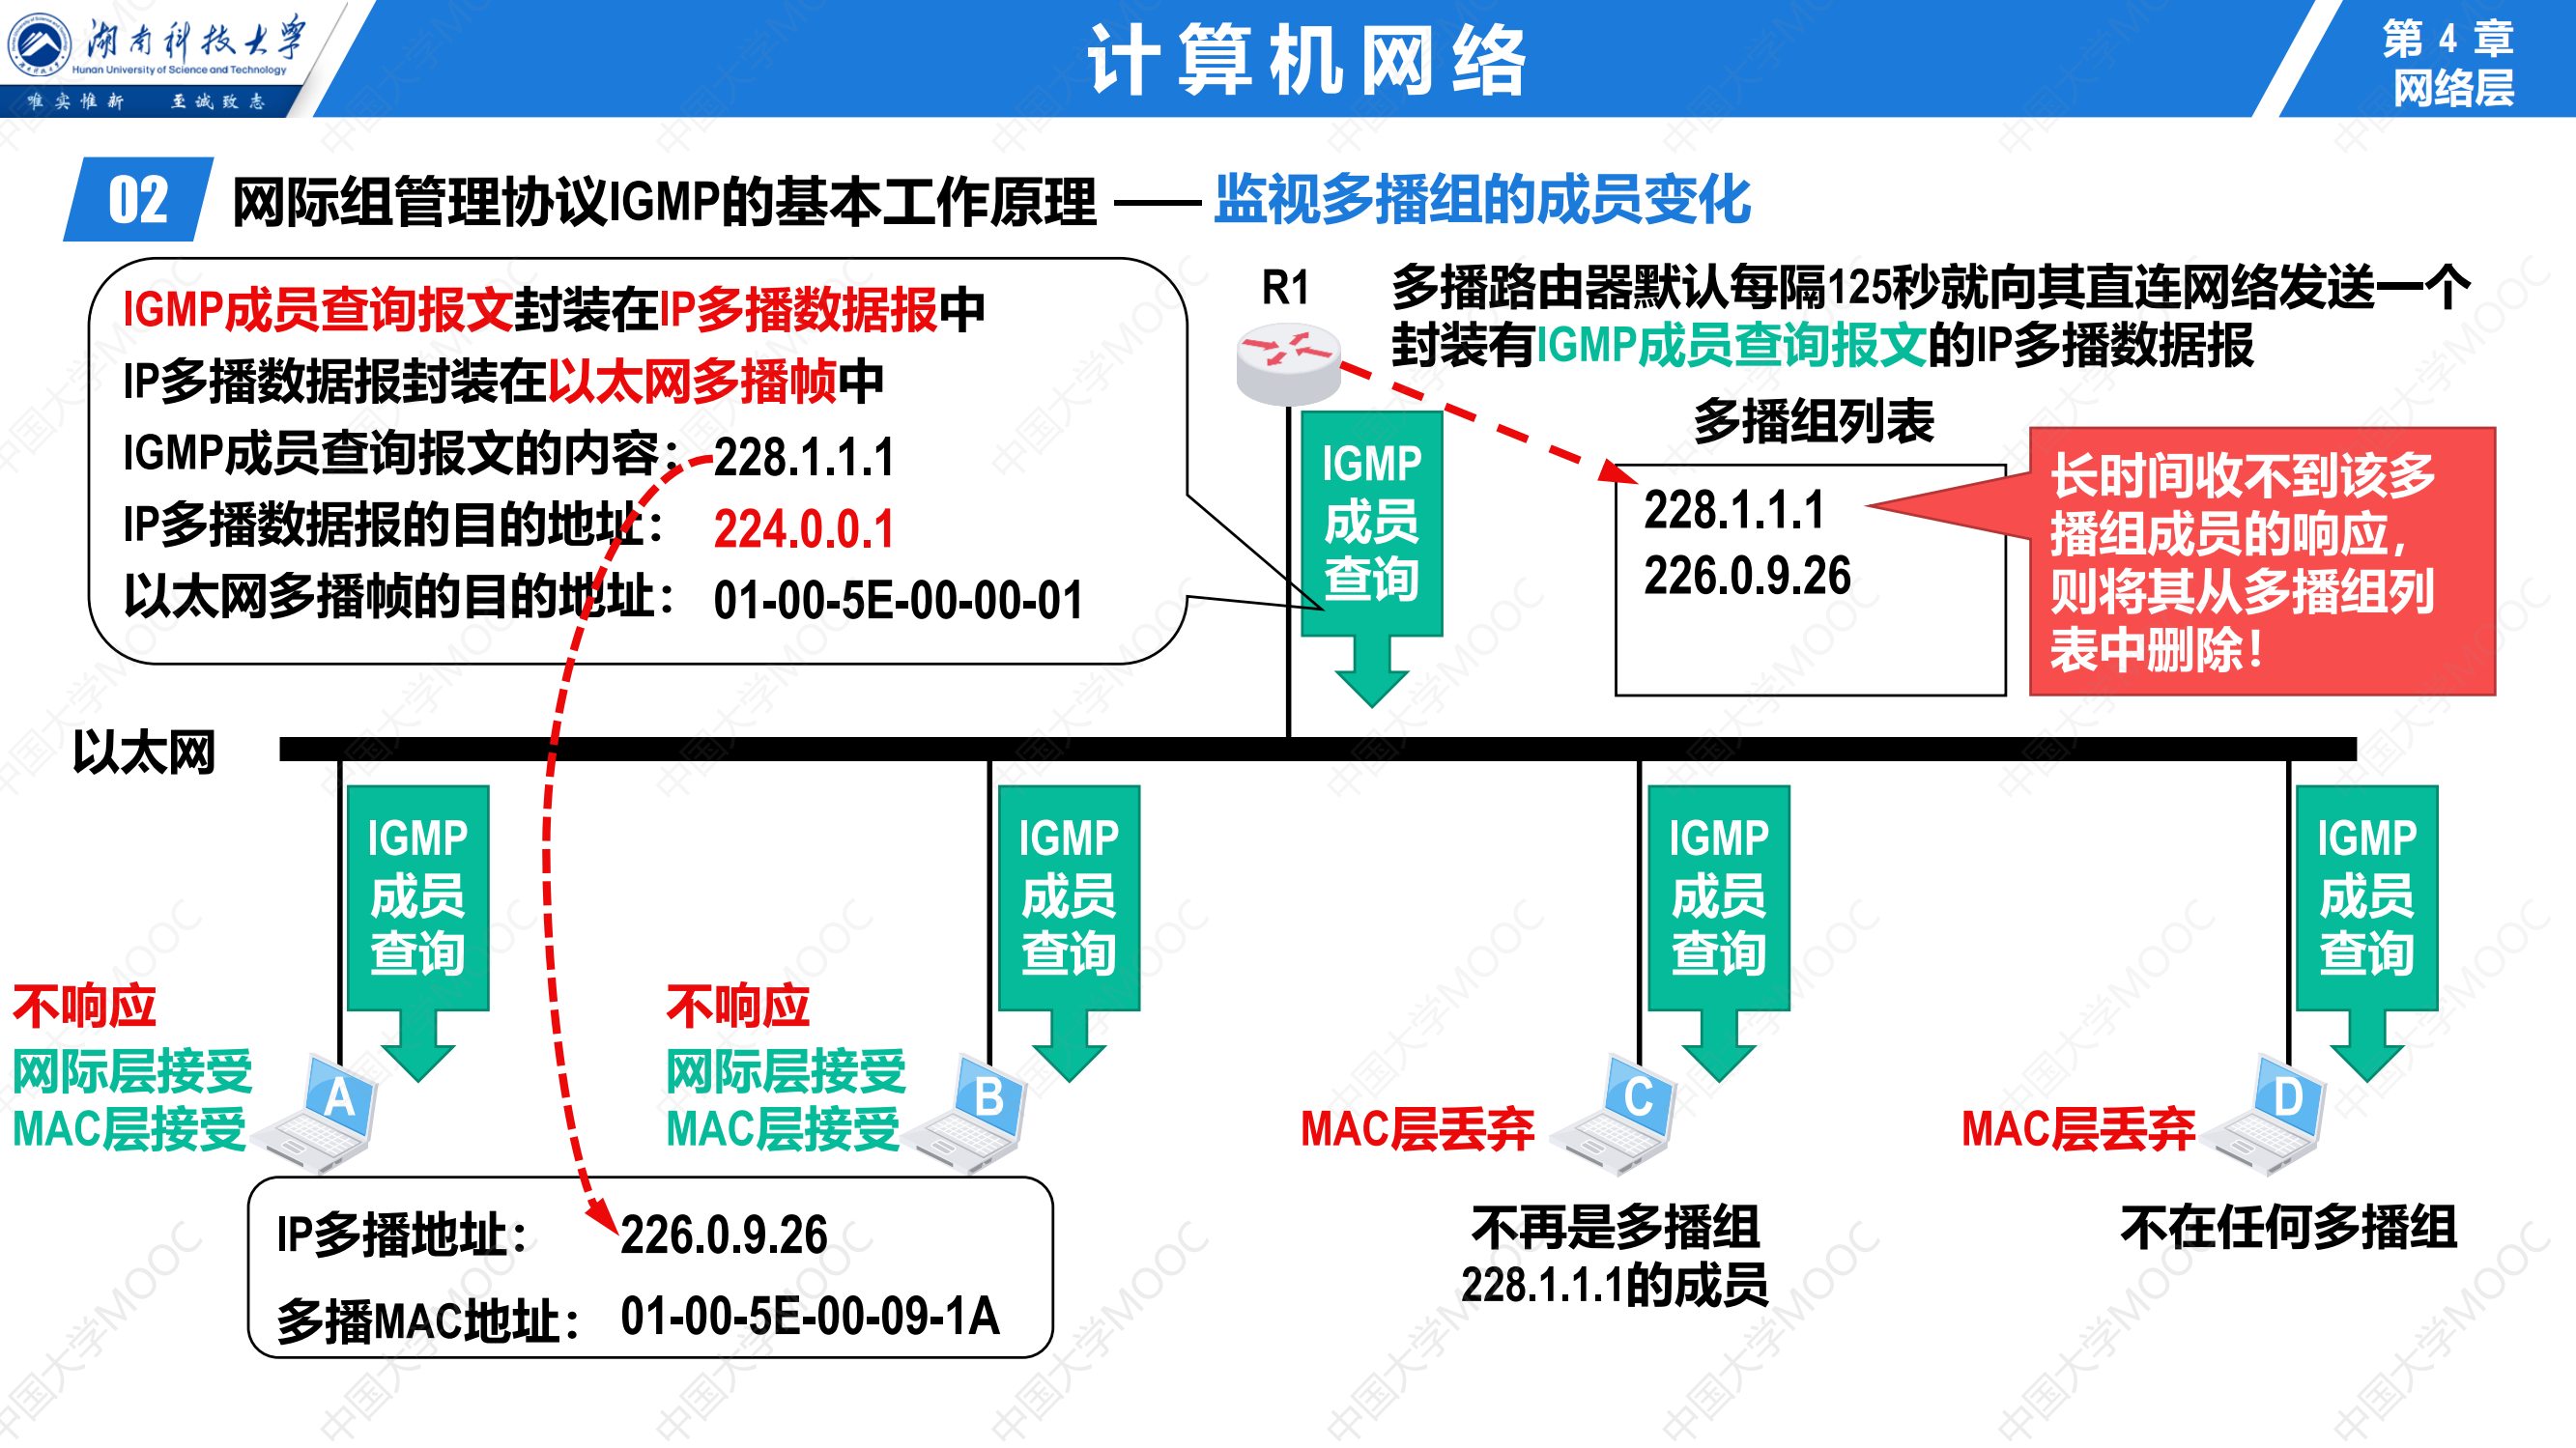 湖南科技大学
Hunan University of Science and Technology
唯实惟新 至诚致志
计算机网络
第 4 章
网络层
02 网际组管理协议IGMP的基本工作原理 —— 监视多播组的成员变化
IGMP成员查询报文封装在IP多播数据报中
IP多播数据报封装在以太网多播帧中
IGMP成员查询报文的内容： 228.1.1.1
IP多播数据报的目的地址： 224.0.0.1
以太网多播帧的目的地址： 01-00-5E-00-00-01
R1
多播路由器默认每隔125秒就向其直连网络发送一个
封装有IGMP成员查询报文的IP多播数据报
多播组列表
228.1.1.1
226.0.9.26
长时间收不到该多
播组成员的响应，
则将其从多播组列
表中删除！
IGMP
成员
查询
以太网
IGMP
成员
查询
IGMP
成员
查询
IGMP
成员
查询
IGMP
成员
查询
不响应
网际层接受
MAC层接受
A
不响应
网际层接受
MAC层接受
B
MAC层丢弃
C
MAC层丢弃
D
IP多播地址： 226.0.9.26
多播MAC地址： 01-00-5E-00-09-1A
不再是多播组
228.1.1.1的成员
不在任何多播组
中国大学MOOC